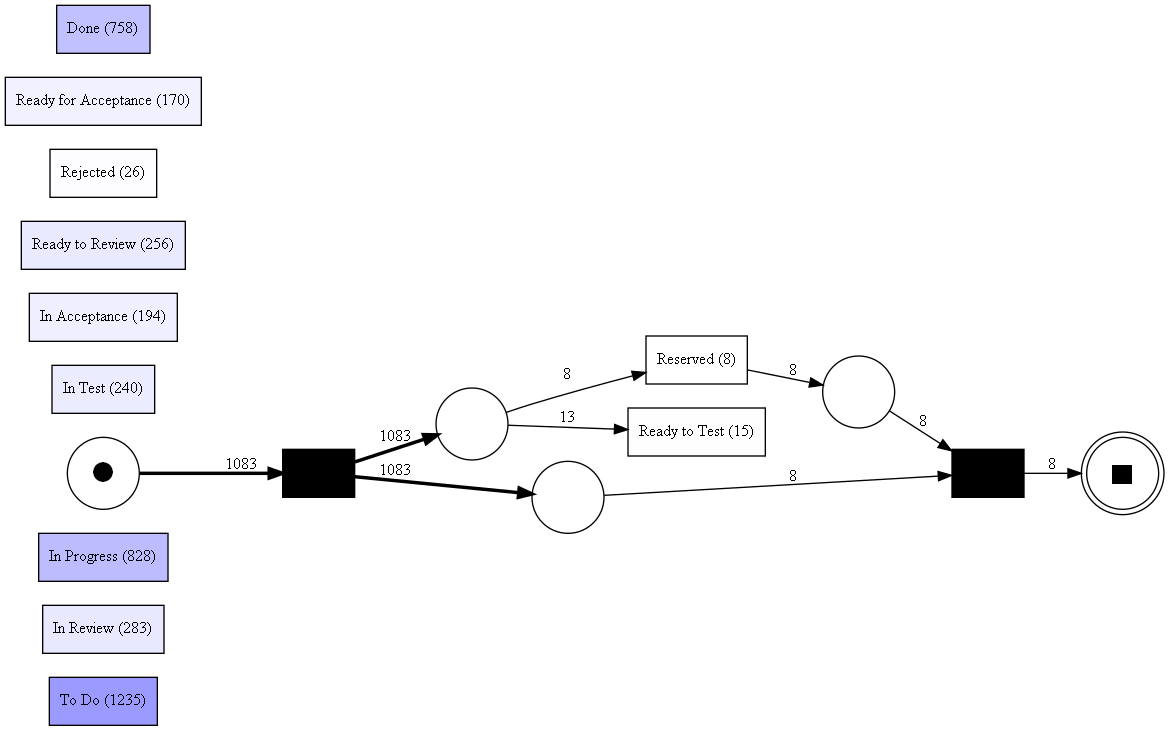 Done (758)
Ready for Acceptance (170)
Rejected (26)
Ready to Review (256)
In Acceptance (194)
In Test (240)
1083
1083
1083
8
13
Reserved (8)
Ready to Test (15)
8
8
8
8
In Progress (828)
In Review (283)
To Do (1235)